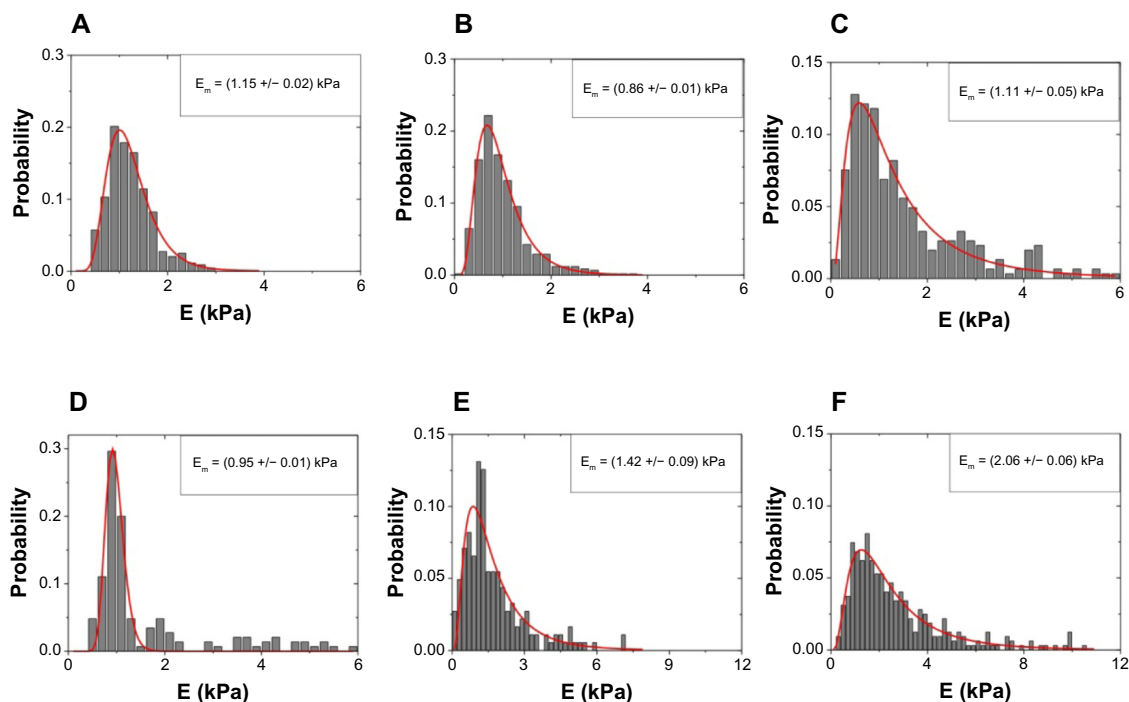 A
Probability
0.3
0.2
0.1
0.0
E_m = (1.15 +/− 0.02) kPa
0 2 4 6
E (kPa)
B
Probability
0.3
0.2
0.1
0.0
E_m = (0.86 +/− 0.01) kPa
0 2 4 6
E (kPa)
C
Probability
0.15
0.10
0.05
0.00
E_m = (1.11 +/− 0.05) kPa
0 2 4 6
E (kPa)
D
Probability
0.3
0.2
0.1
0.0
E_m = (0.95 +/− 0.01) kPa
0 2 4 6
E (kPa)
E
Probability
0.15
0.10
0.05
0.00
E_m = (1.42 +/− 0.09) kPa
0 3 6 9 12
E (kPa)
F
Probability
0.15
0.10
0.05
0.00
E_m = (2.06 +/− 0.06) kPa
0 4 8 12
E (kPa)